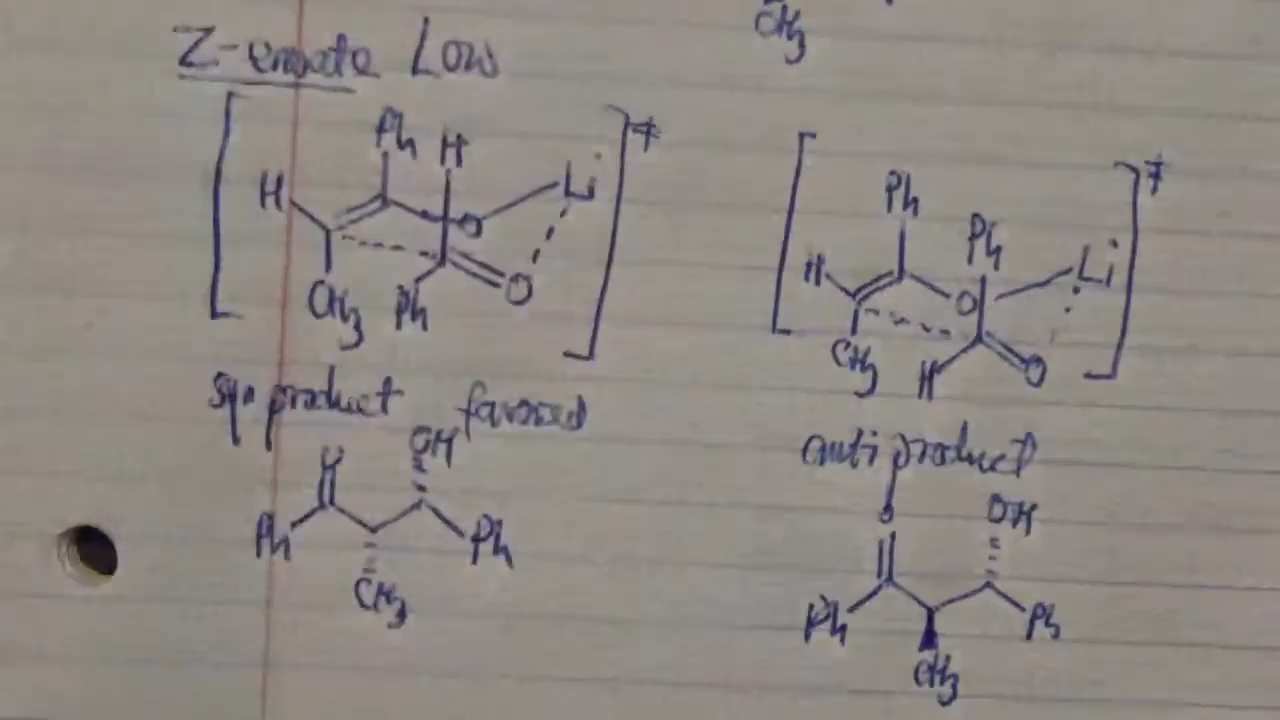 CH3
Z-enolate Low
Ph H Li ≠
H O
CH3 Ph O
Ph Ph Li ≠
H O
CH3 H O
syn product favored
OH
Ph Ph
CH3
anti product
O OH
Ph Ph
CH3